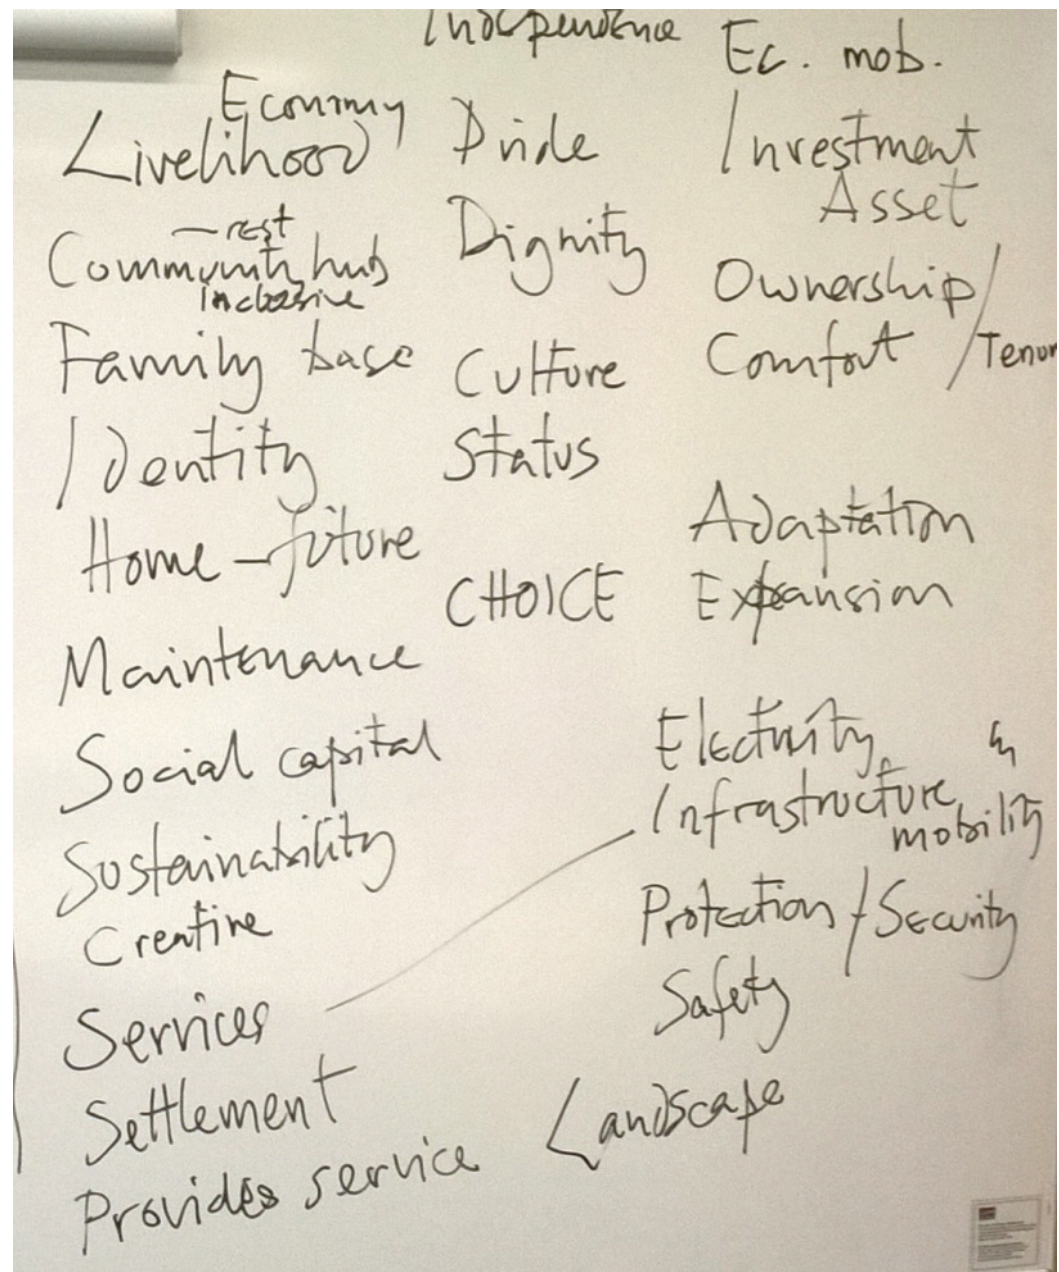 Independence
Economy
Livelihood
– rest
Community hub
Inclusive
Family base
Identity
Home – future
Maintenance
Social capital
Sustainability
Creative
Services
Settlement
Provides service
Pride
Dignity
Culture
Status
CHOICE
Landscape
Ec. mob.
Investment
Asset
Ownership/
Comfort / Tenur
Adaptation
Expansion
Electricity
Infrastructure
mobility
Protection / Security
Safety